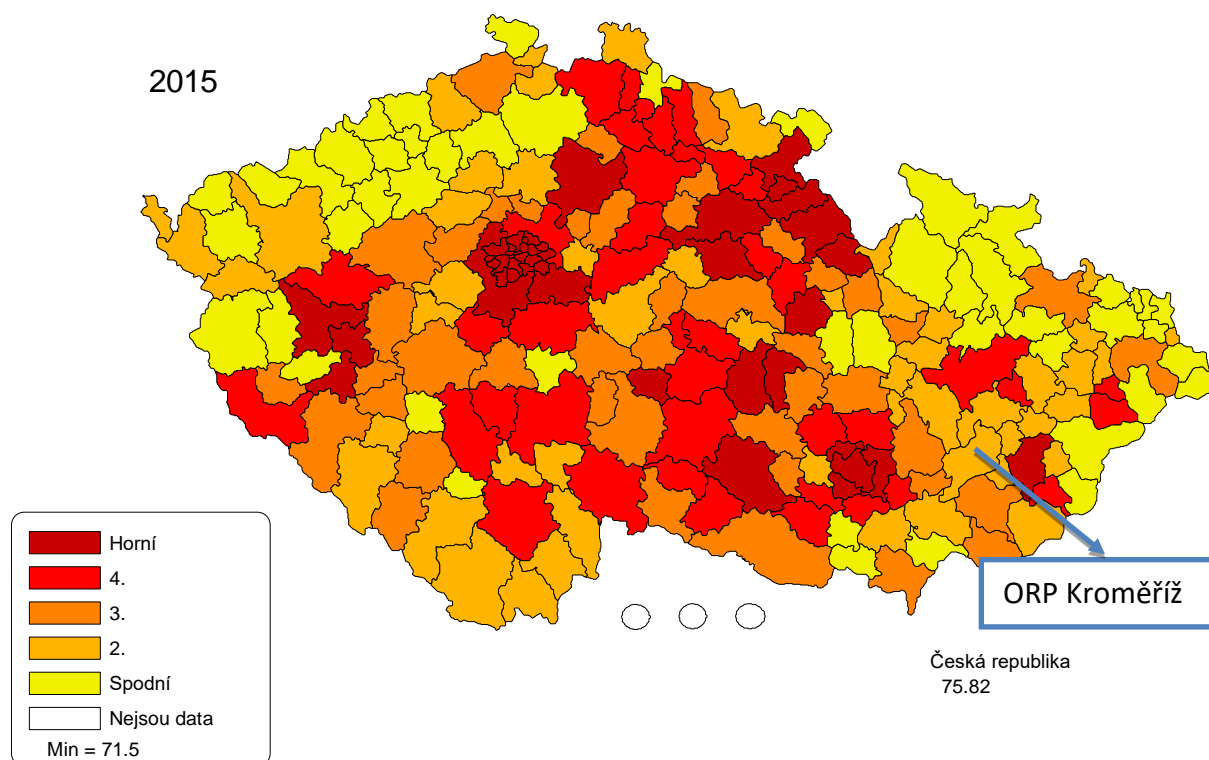 2015
Horní
4.
3.
2.
Spodní
Nejsou data
Min = 71.5
ORP Kroměříž
Česká republika
75.82